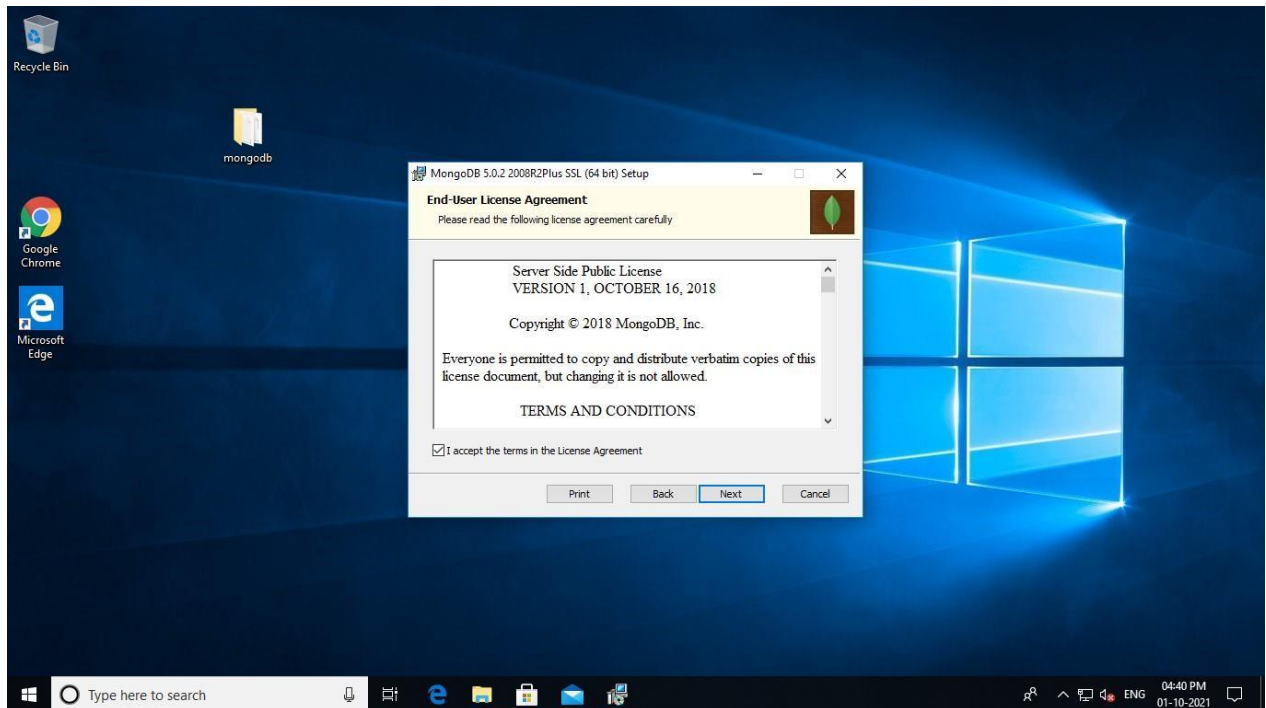 Recycle Bin
mongodb
Google
Chrome
Microsoft
Edge
MongoDB 5.0.2 2008R2Plus SSL (64 bit) Setup
End-User License Agreement
Please read the following license agreement carefully
Server Side Public License
VERSION 1, OCTOBER 16, 2018
Copyright © 2018 MongoDB, Inc.
Everyone is permitted to copy and distribute verbatim copies of this
license document, but changing it is not allowed.
TERMS AND CONDITIONS
I accept the terms in the License Agreement
Print Back Next Cancel
Type here to search
ENG
04:40 PM
01-10-2021